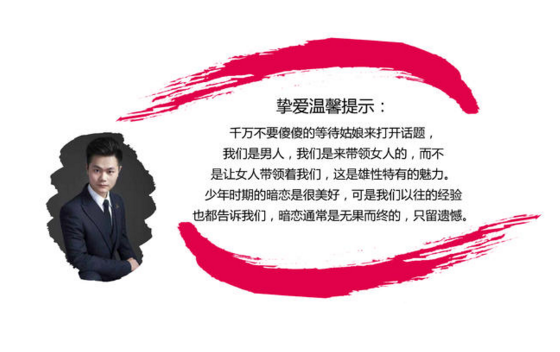 挚爱温馨提示：
千万不要傻傻的等待姑娘来打开话题，
我们是男人，我们是来带领女人的，而不
是让女人带领着我们，这是雄性特有的魅力。
少年时期的暗恋是很美好，可是我们以往的经验
也都告诉我们，暗恋通常是无果而终的，只留遗憾。